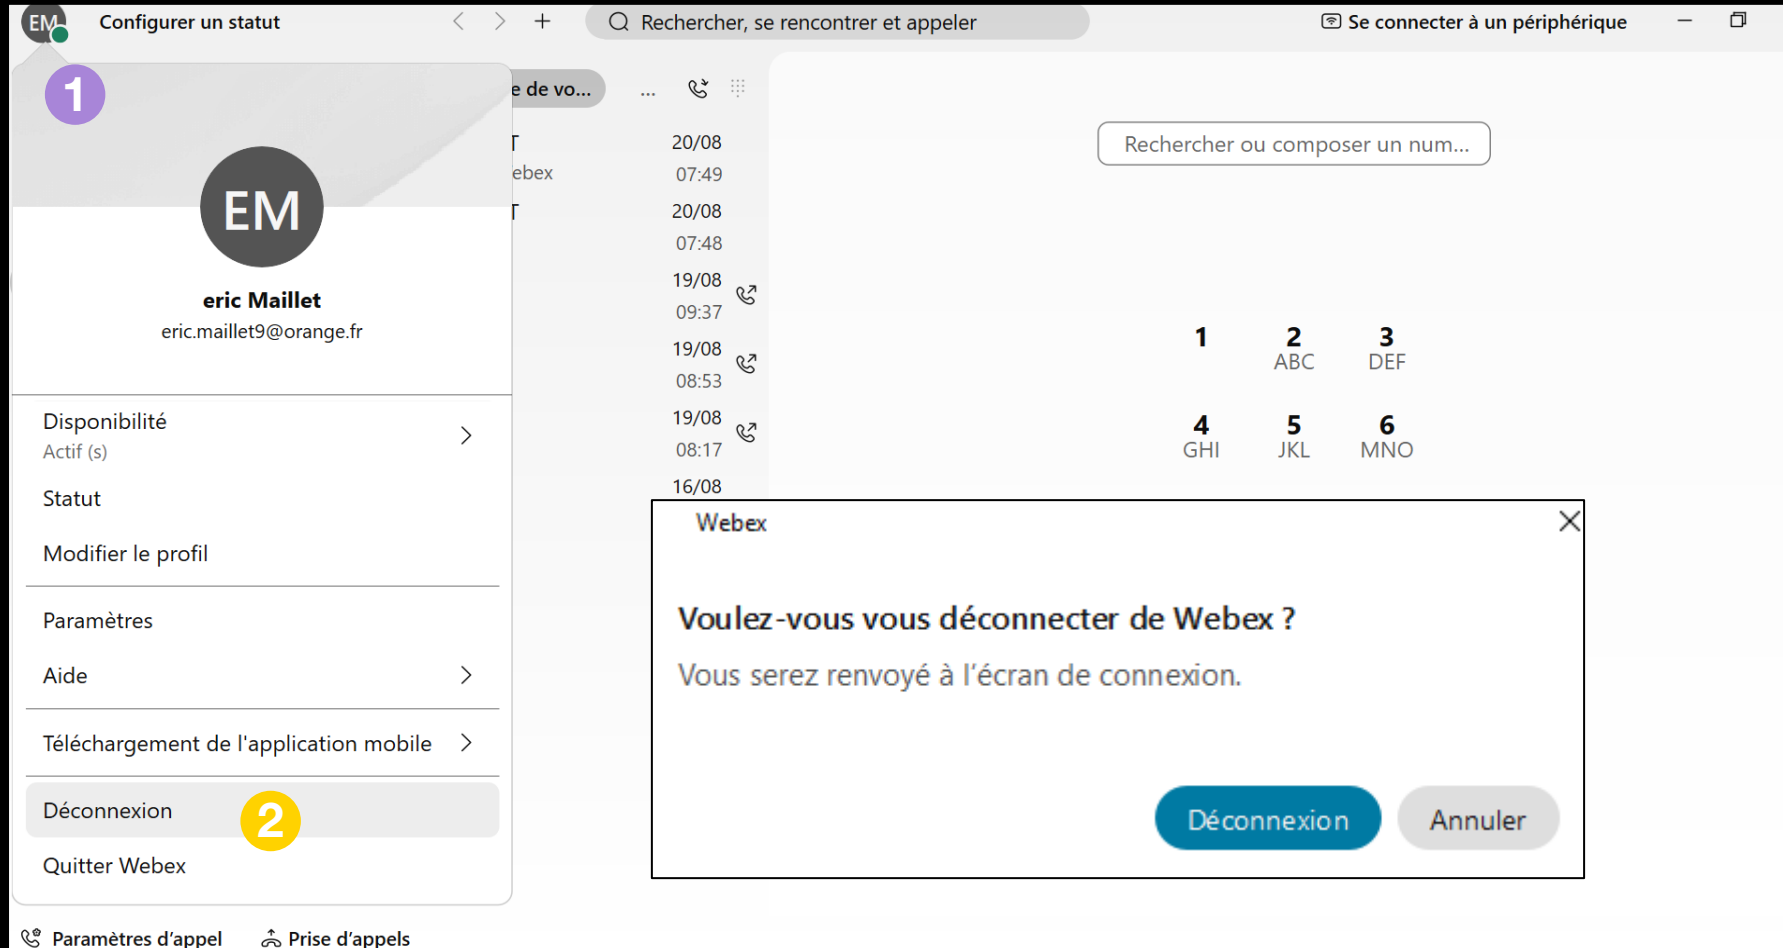 EM
Configurer un statut
Rechercher, se rencontrer et appeler
Se connecter à un périphérique
1
e de vo...
...
T
20/08
ebex
07:49
T
20/08
07:48
19/08
09:37
19/08
08:53
19/08
08:17
16/08
EM
eric Maillet
eric.maillet9@orange.fr
Disponibilité
Actif (s)
Statut
Modifier le profil
Paramètres
Aide
Téléchargement de l'application mobile
Déconnexion
2
Quitter Webex
Paramètres d’appel
Prise d’appels
Rechercher ou composer un num...
1 2 3
ABC DEF
4 5 6
GHI JKL MNO
Webex
Voulez-vous vous déconnecter de Webex ?
Vous serez renvoyé à l’écran de connexion.
Déconnexion
Annuler